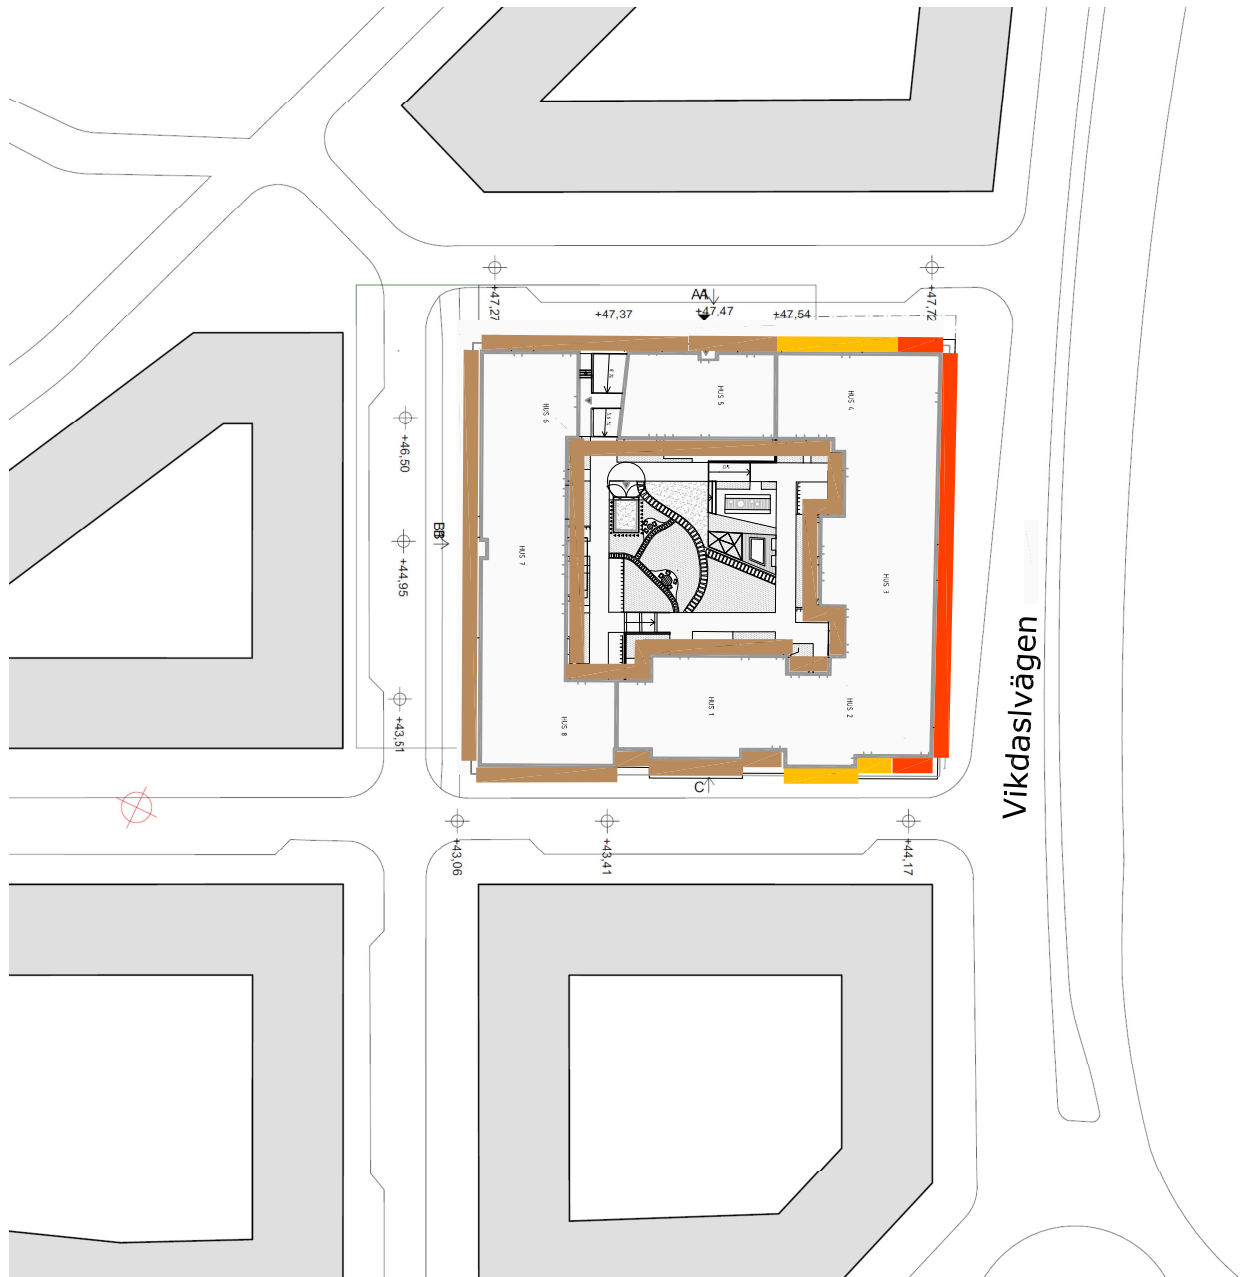 +47,27
+47,37
A4
+47.47
+47,54
+47,72
HUS 6
HUS 5
HUS 4
+46,50
BB
+44,95
HUS 7
HUS 3
+43,51
HUS 8
HUS 1
HUS 2
C
Vikdaslvägen
+43,06
+43,41
+44,17